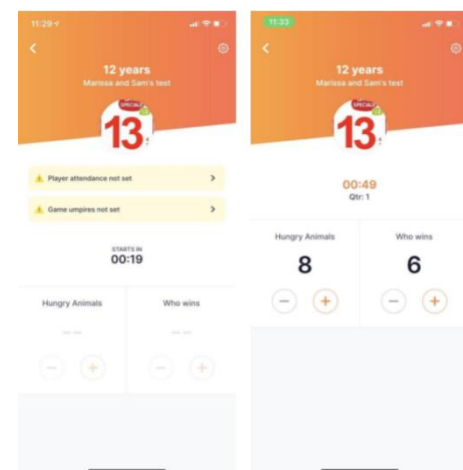 11:29
12 years
Marissa and Sam's test
SPECIALS
13
Player attendance not set
Game umpires not set
STARTS IN
00:19
Hungry Animals
Who wins
-- --
-- --
11:33
12 years
Marissa and Sam's test
SPECIALS
13
00:49
Qtr: 1
Hungry Animals
Who wins
8
6